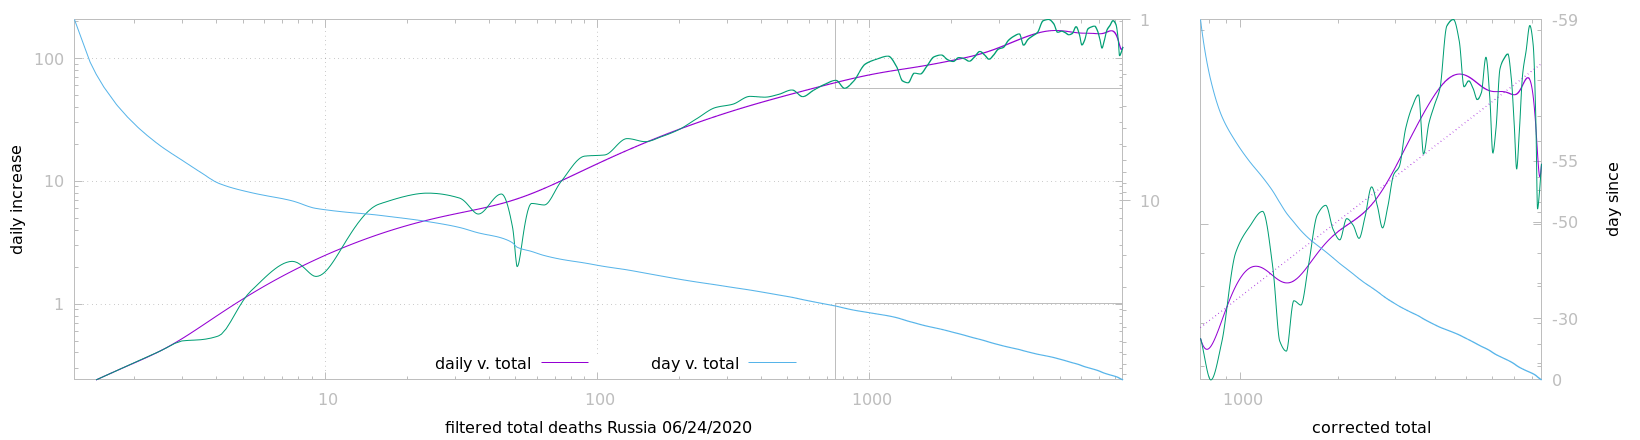 100
10
1
daily increase
10
100
1000
filtered total deaths Russia 06/24/2020
daily v. total
day v. total
1
10
1000
corrected total
-59
-55
-50
-30
0
day since